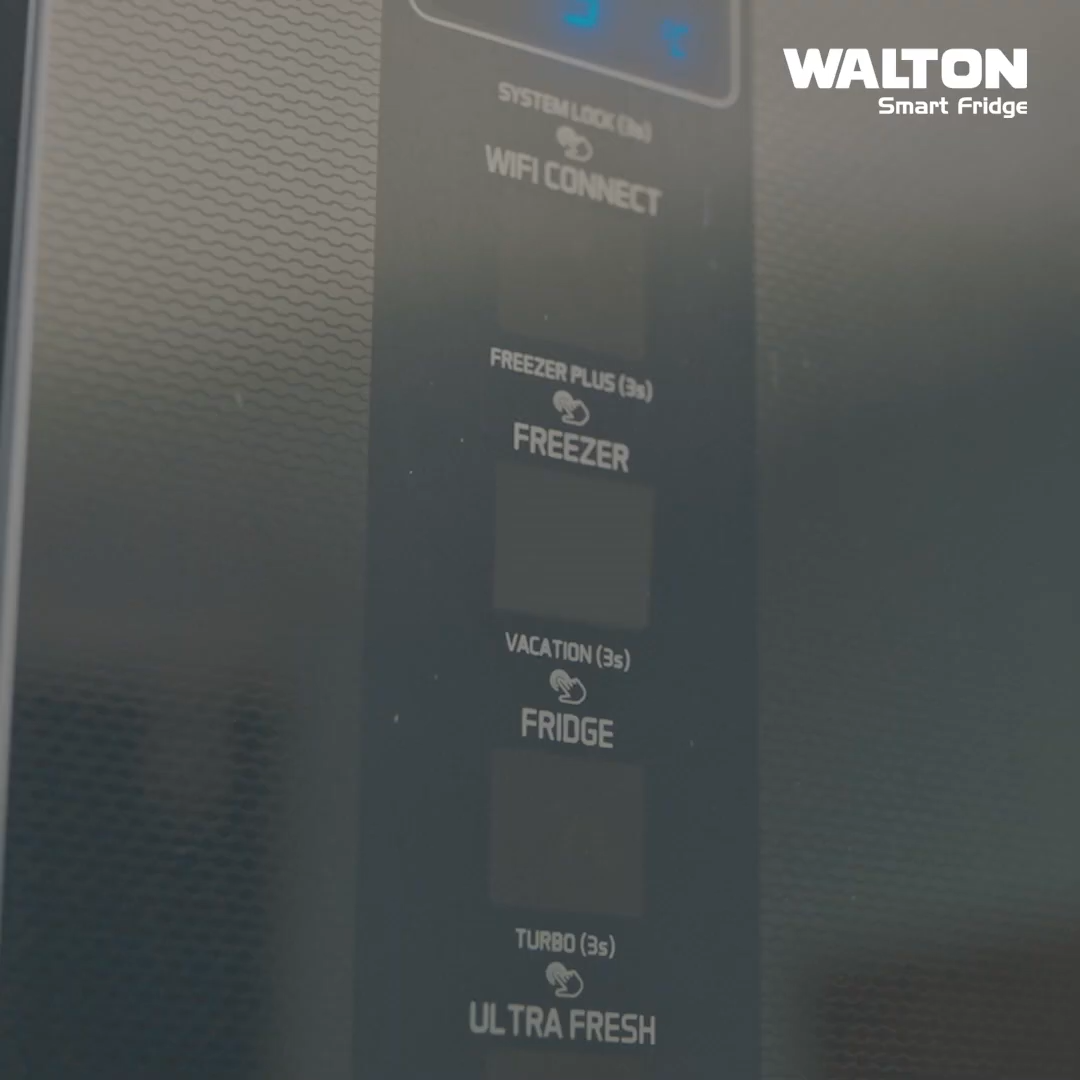 WALTON
Smart Fridge
SYSTEM LOCK (3s)
WIFI CONNECT
FREEZER PLUS (3s)
FREEZER
VACATION (3s)
FRIDGE
TURBO (3s)
ULTRA FRESH